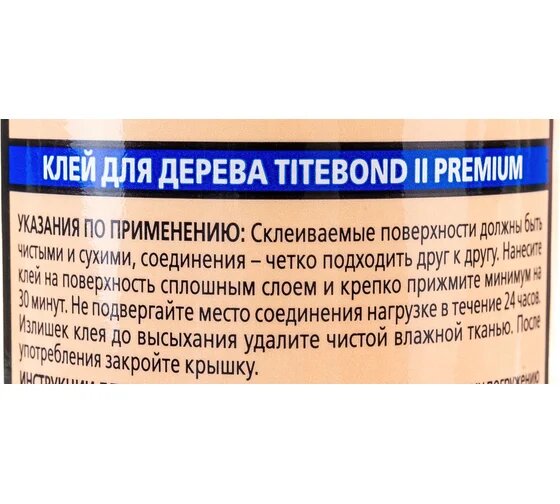 КЛЕЙ ДЛЯ ДЕРЕВА TITEBOND II PREMIUM
УКАЗАНИЯ ПО ПРИМЕНЕНИЮ: Склеиваемые поверхности должны быть
чистыми и сухими, соединения – четко подходить друг к другу. Нанесите
клей на поверхность сплошным слоем и крепко прижмите минимум на
30 минут. Не подвергайте место соединения нагрузке в течение 24 часов.
Излишек клея до высыхания удалите чистой влажной тканью. После
употребления закройте крышку.